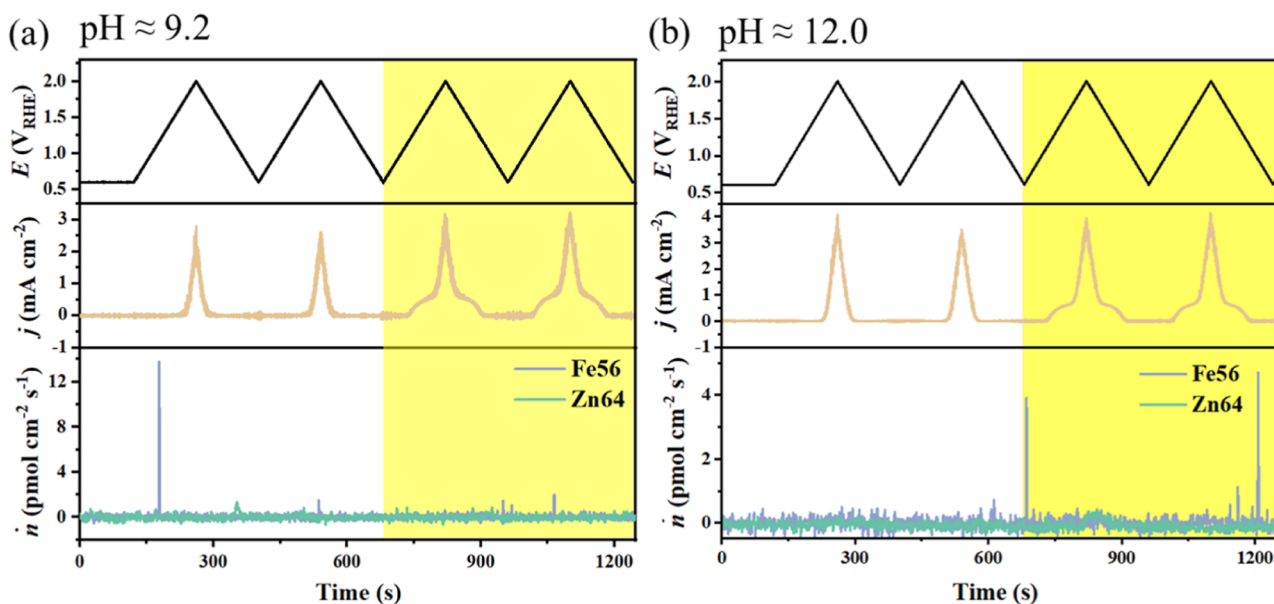 (a) pH ≈ 9.2
E (V_RHE)
2.0
1.5
1.0
0.5
j (mA cm⁻²)
3
2
1
0
-1
ṅ (pmol cm⁻² s⁻¹)
12
8
4
0
Fe56
Zn64
0 300 600 900 1200
Time (s)
(b) pH ≈ 12.0
E (V_RHE)
2.0
1.5
1.0
0.5
j (mA cm⁻²)
4
3
2
1
0
-1
ṅ (pmol cm⁻² s⁻¹)
4
2
0
Fe56
Zn64
0 300 600 900 1200
Time (s)